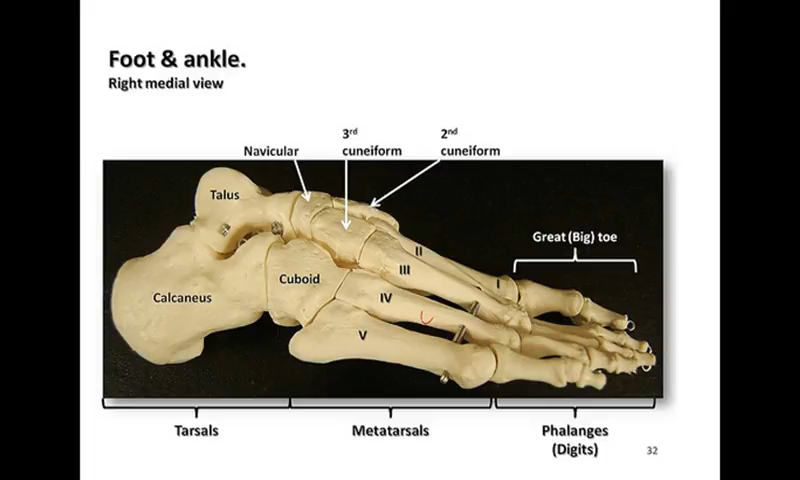 Foot & ankle.
Right medial view
Navicular
3rd cuneiform
2nd cuneiform
Talus
Great (Big) toe
II
III
I
Cuboid
IV
Calcaneus
V
Tarsals
Metatarsals
Phalanges
(Digits)
32